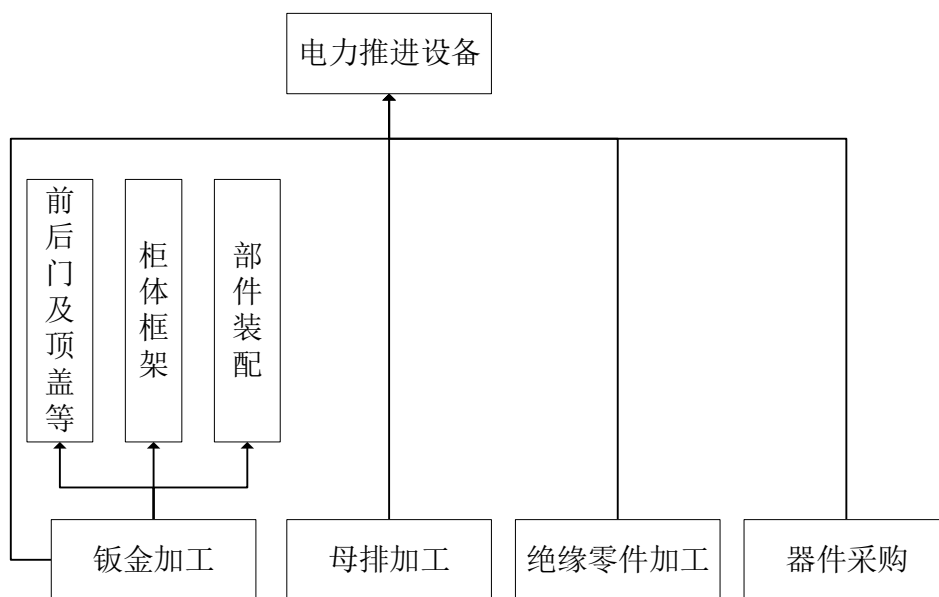 电力推进设备
前后门及顶盖等
柜体框架
部件装配
钣金加工
母排加工
绝缘零件加工
器件采购